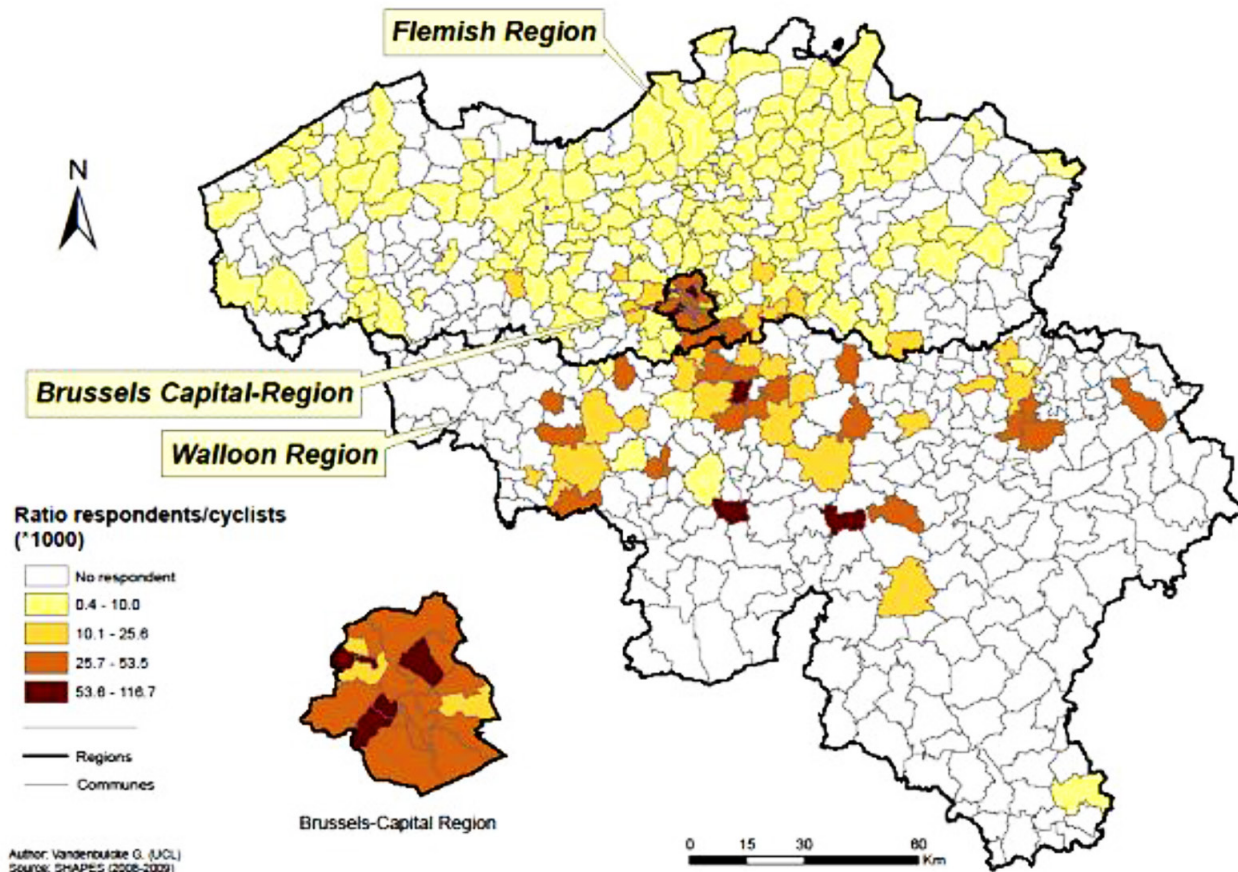 Flemish Region
N
Brussels Capital-Region
Walloon Region
Ratio respondents/cyclists
(*1000)
No respondent
0.4 - 10.0
10.1 - 25.6
25.7 - 53.5
53.6 - 116.7
Regions
Communes
Brussels-Capital Region
0 15 30 60
Km
Author: Vandenbulcke G. (UCL)
Source: SHAPES (2008-2009)